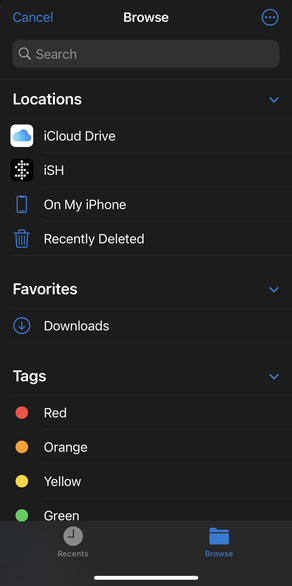 Cancel Browse
Search
Locations
iCloud Drive
iSH
On My iPhone
Recently Deleted
Favorites
Downloads
Tags
Red
Orange
Yellow
Green
Recents Browse